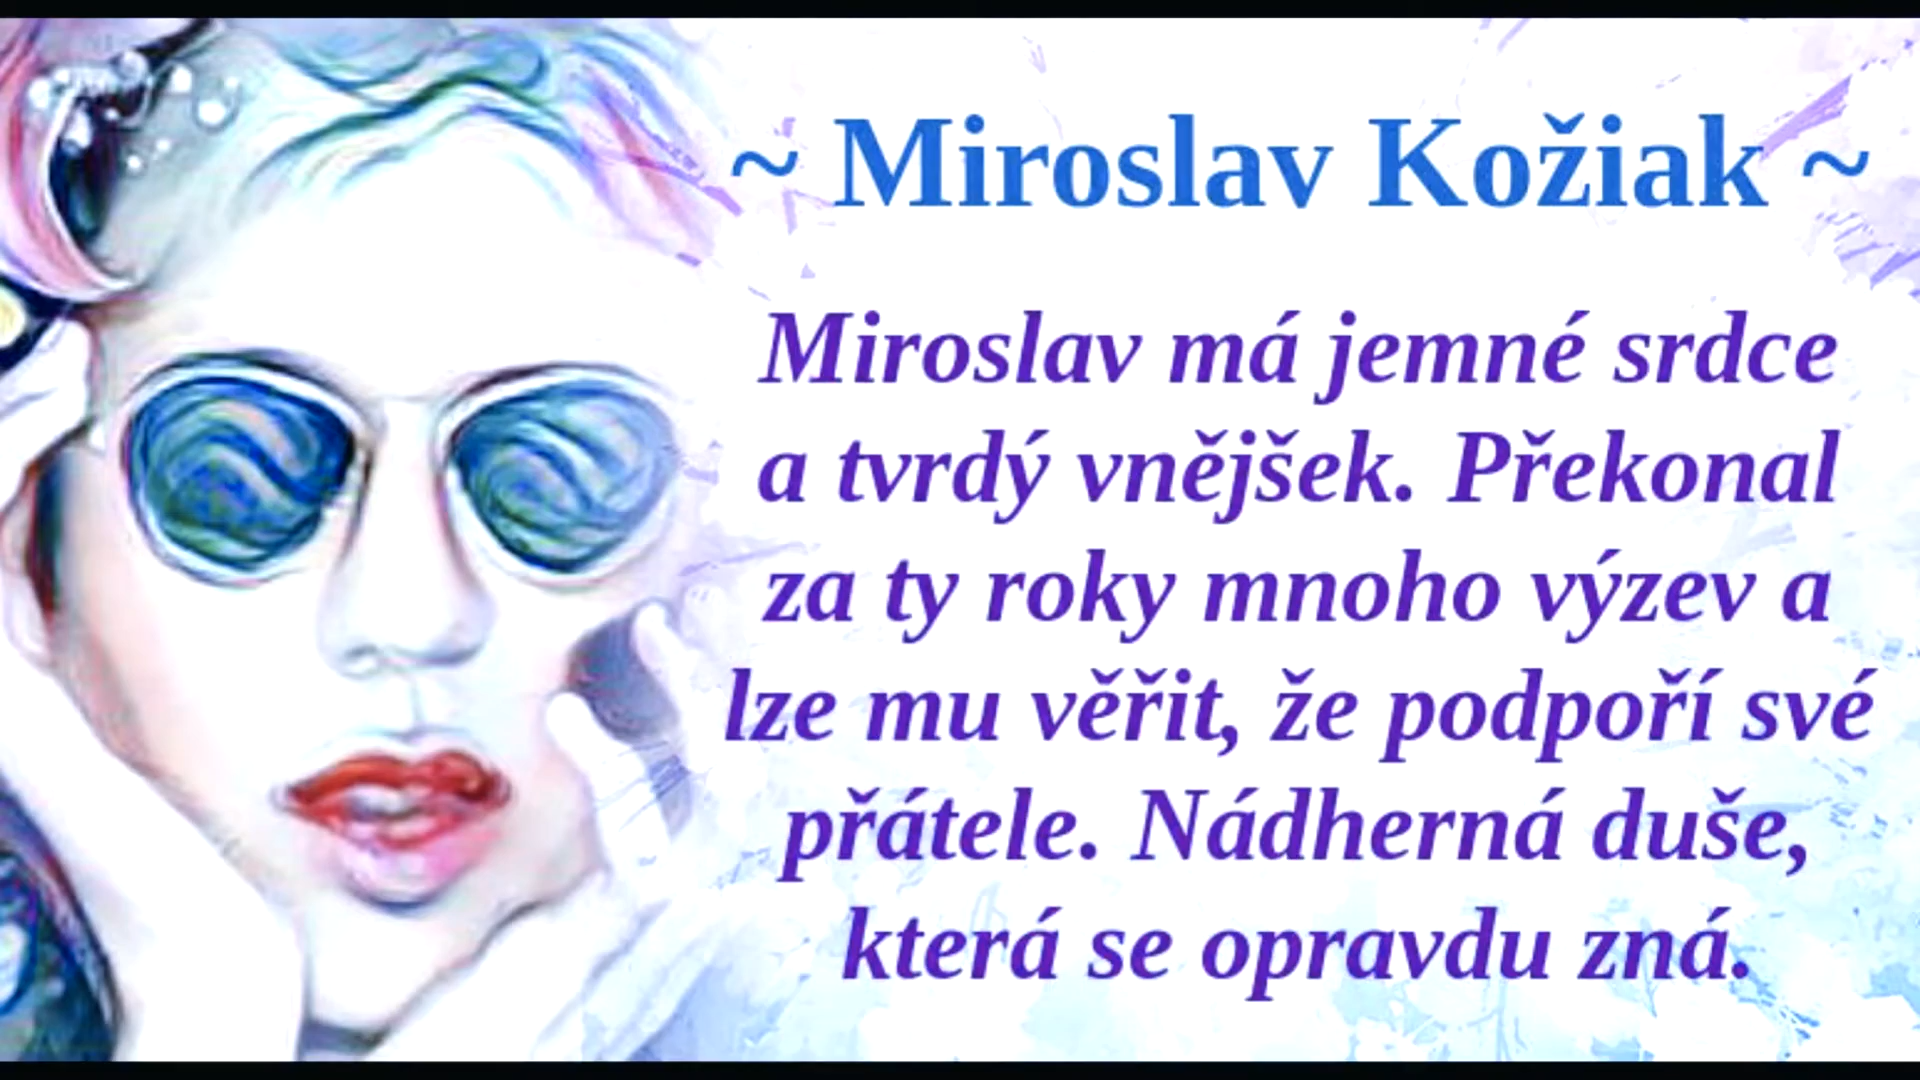 ~ Miroslav Kožiak ~
Miroslav má jemné srdce
a tvrdý vnějšek. Překonal
za ty roky mnoho výzev a
lze mu věřit, že podpoří své
přátele. Nádherná duše,
která se opravdu zná.